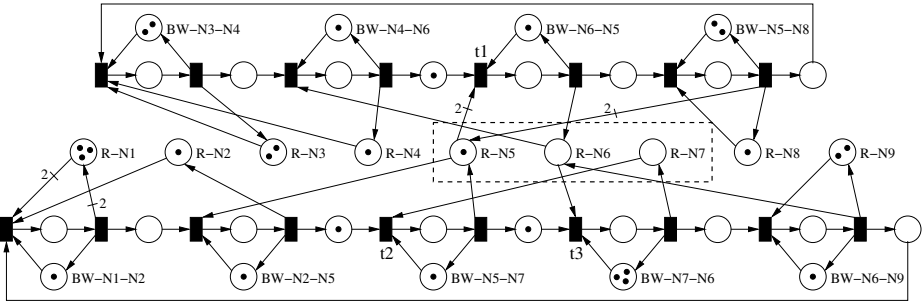 BW-N3-N4 BW-N4-N6 BW-N6-N5 BW-N5-N8
t1
2 2
R-N1 R-N2 R-N3 R-N4 R-N5 R-N6 R-N7 R-N8 R-N9
2
2
t2 t3
BW-N1-N2 BW-N2-N5 BW-N5-N7 BW-N7-N6 BW-N6-N9